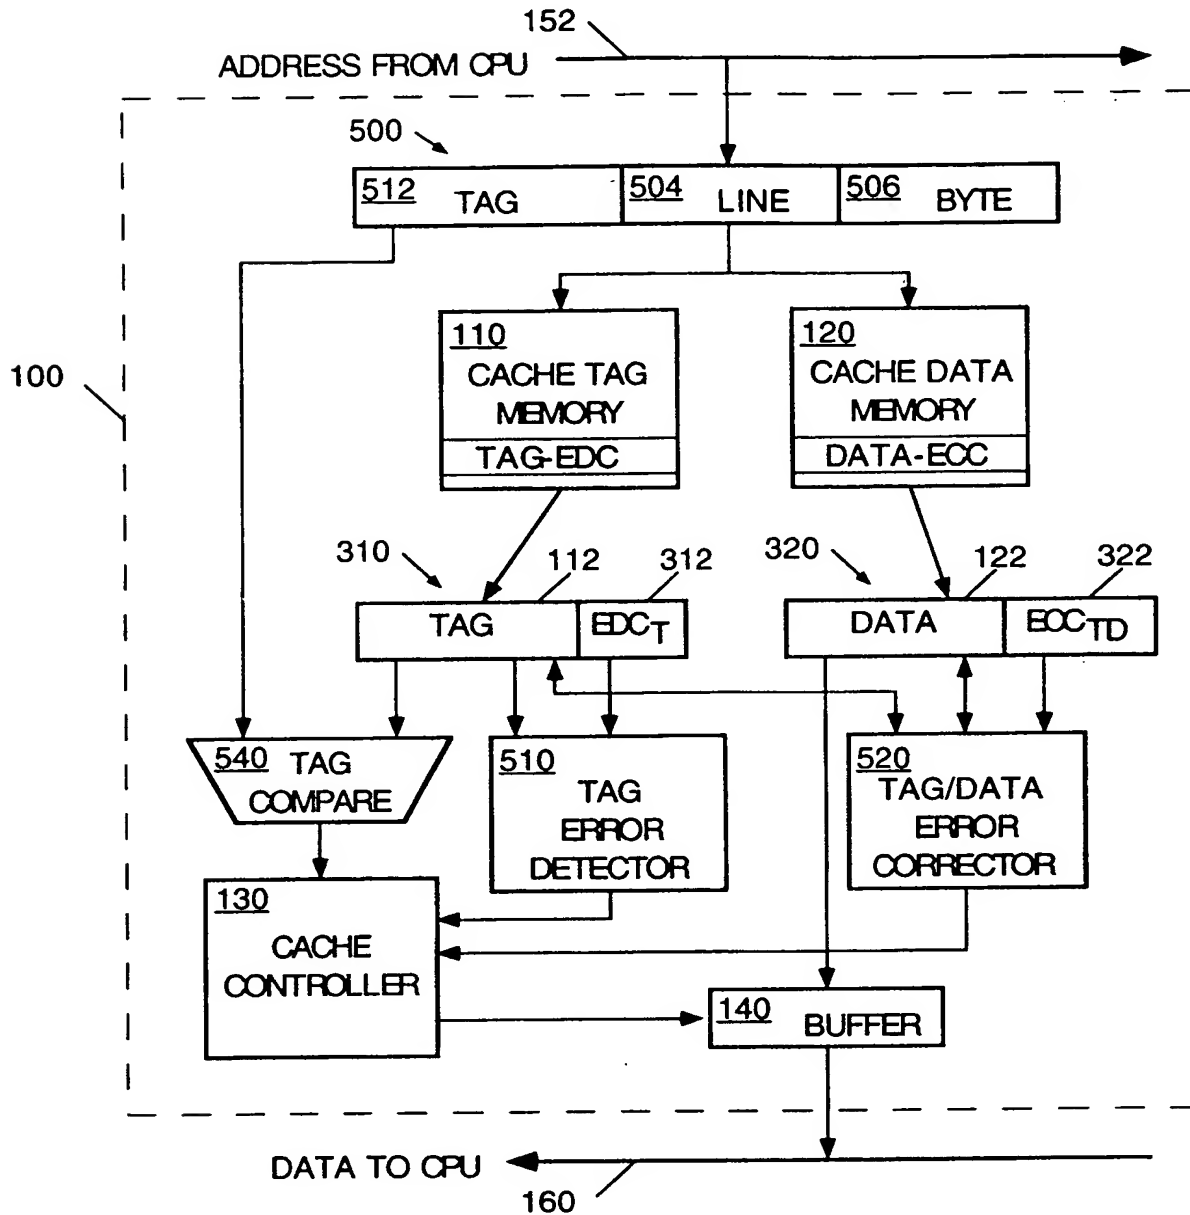 152
ADDRESS FROM CPU
500
512 TAG
504 LINE
506 BYTE
100
110
CACHE TAG
MEMORY
TAG-EDC
120
CACHE DATA
MEMORY
DATA-ECC
310
112
312
320
122
322
TAG
EDCT
DATA
ECCTD
540
TAG
COMPARE
510
TAG
ERROR
DETECTOR
520
TAG/DATA
ERROR
CORRECTOR
130
CACHE
CONTROLLER
140 BUFFER
DATA TO CPU
160